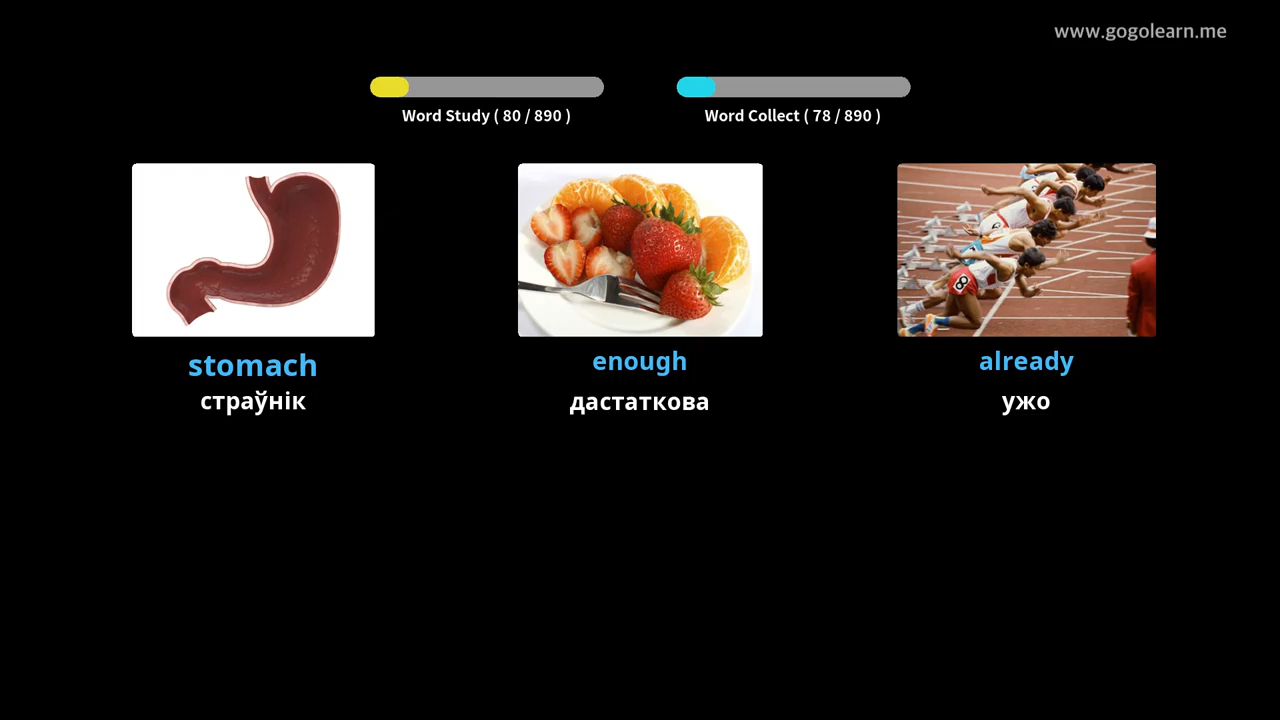 www.gogolearn.me
Word Study ( 80 / 890 )
Word Collect ( 78 / 890 )
stomach
страўнік
enough
дастаткова
already
ужо